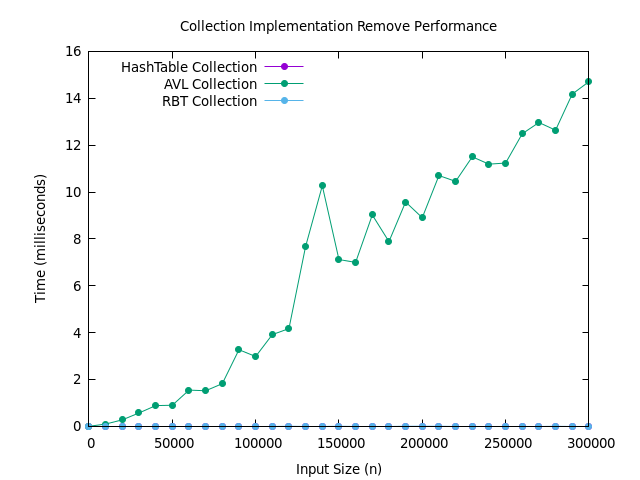 Collection Implementation Remove Performance
16
14
12
10
8
6
4
2
0
Time (milliseconds)
HashTable Collection
AVL Collection
RBT Collection
0 50000 100000 150000 200000 250000 300000
Input Size (n)